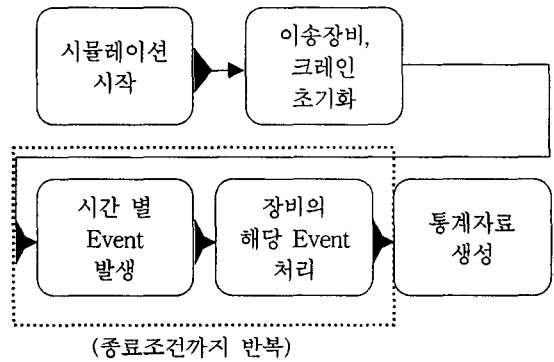 시뮬레이션
시작
이송장비,
크레인
초기화
시간 별
Event
발생
장비의
해당 Event
처리
통계자료
생성
(종료조건까지 반복)